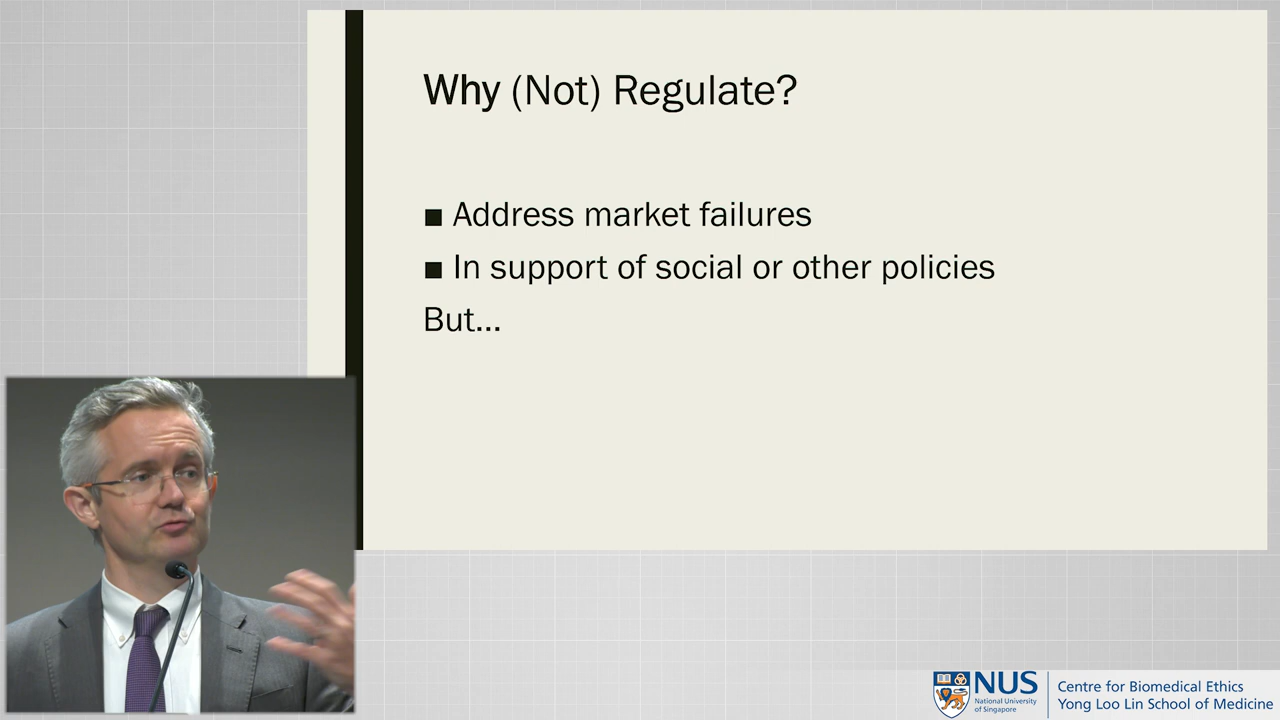 Why (Not) Regulate?
■ Address market failures
■ In support of social or other policies
But...
NUS
National University
of Singapore
Centre for Biomedical Ethics
Yong Loo Lin School of Medicine